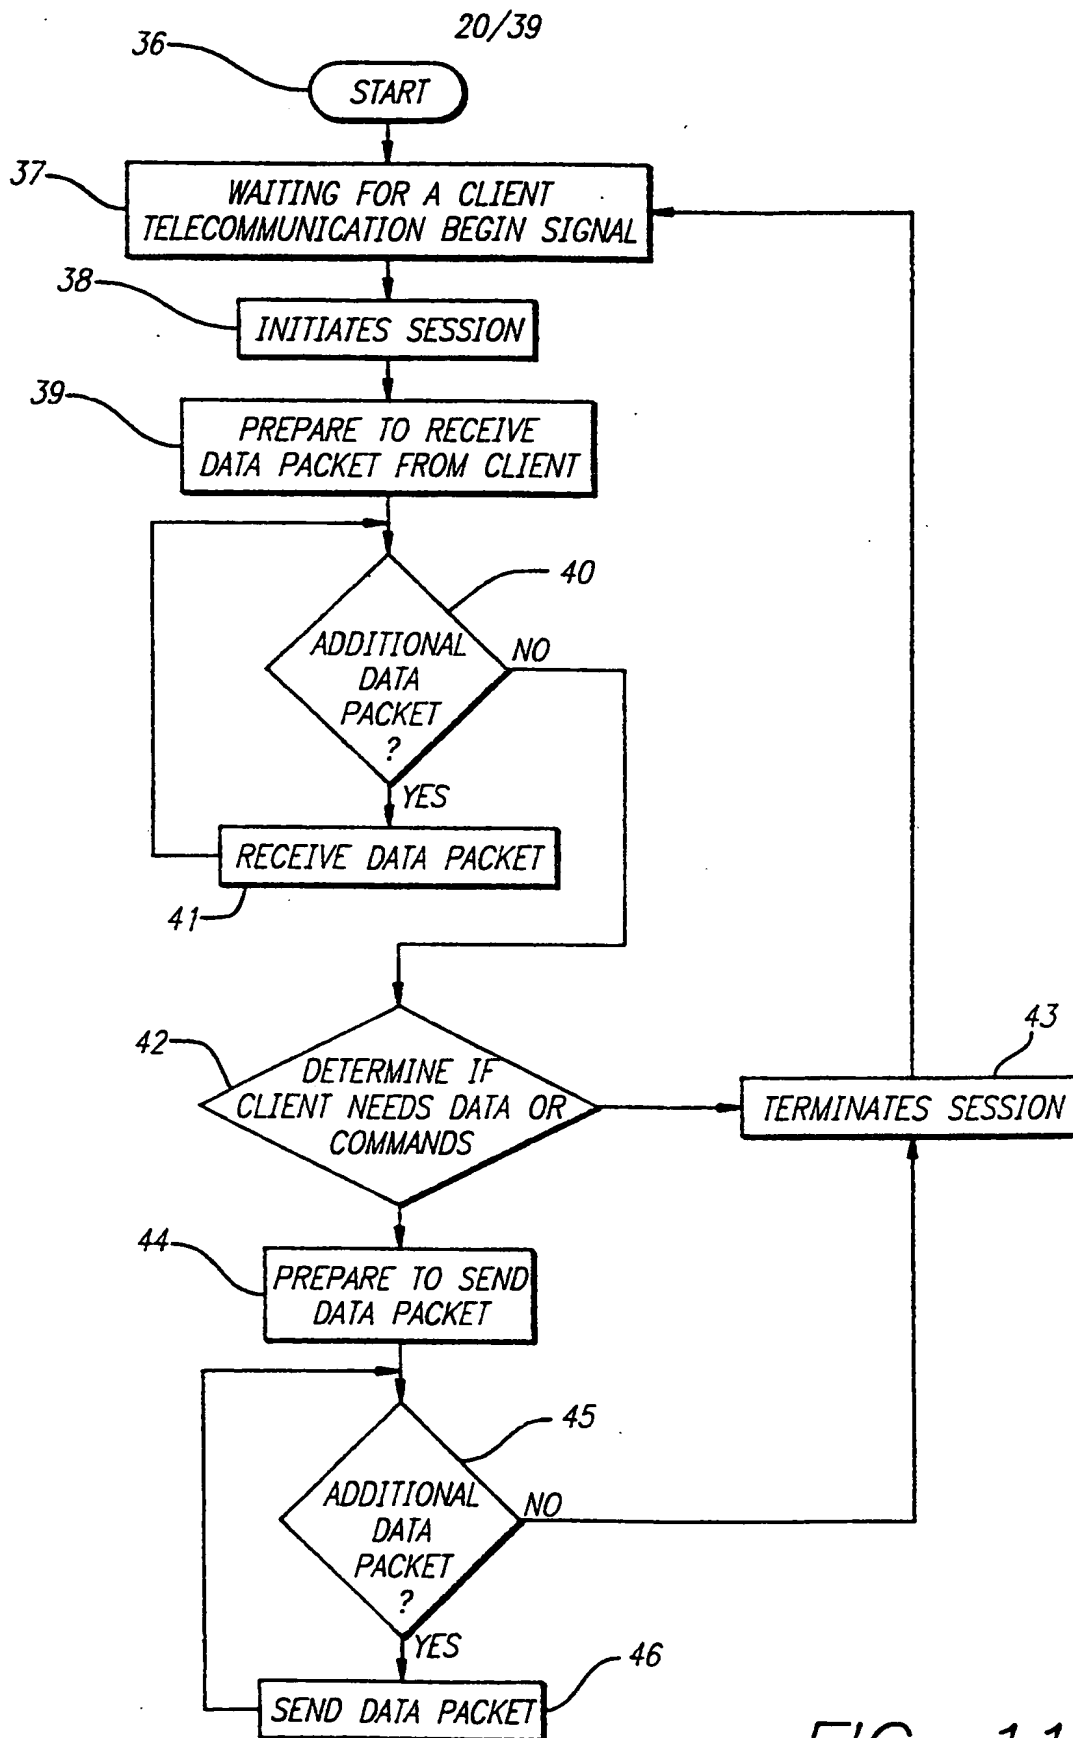 20/39
36
START
37
WAITING FOR A CLIENT
TELECOMMUNICATION BEGIN SIGNAL
38
INITIATES SESSION
39
PREPARE TO RECEIVE
DATA PACKET FROM CLIENT
40
ADDITIONAL
DATA
PACKET
?
NO
YES
RECEIVE DATA PACKET
41
42
DETERMINE IF
CLIENT NEEDS DATA OR
COMMANDS
43
TERMINATES SESSION
44
PREPARE TO SEND
DATA PACKET
45
ADDITIONAL
DATA
PACKET
?
NO
YES
46
SEND DATA PACKET
FIG. 11